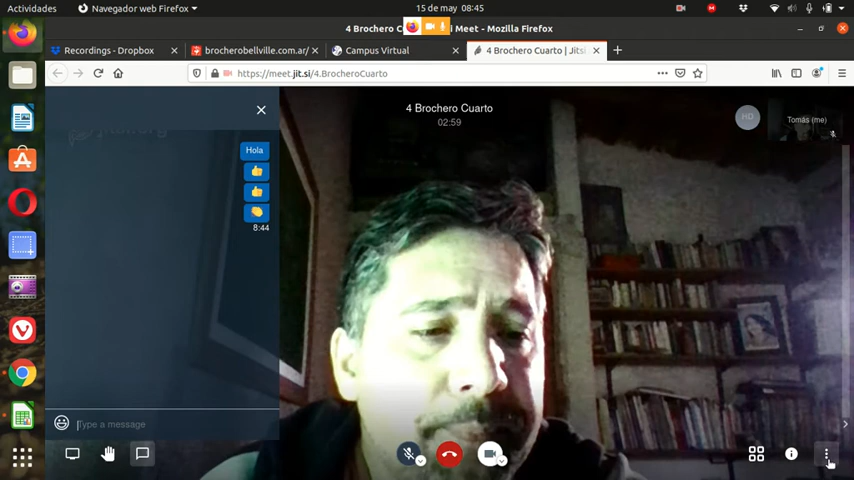 Actividades
Navegador web Firefox
15 de may 08:45
i Meet - Mozilla Firefox
Recordings - Dropbox
brocherobellville.com.ar/
Campus Virtual
4 Brochero Cuarto | Jitsi
https://meet.jit.si/4.BrocheroCuarto
4 Brochero Cuarto
02:59
HD
Tomás (me)
Hola
8:44
Type a message